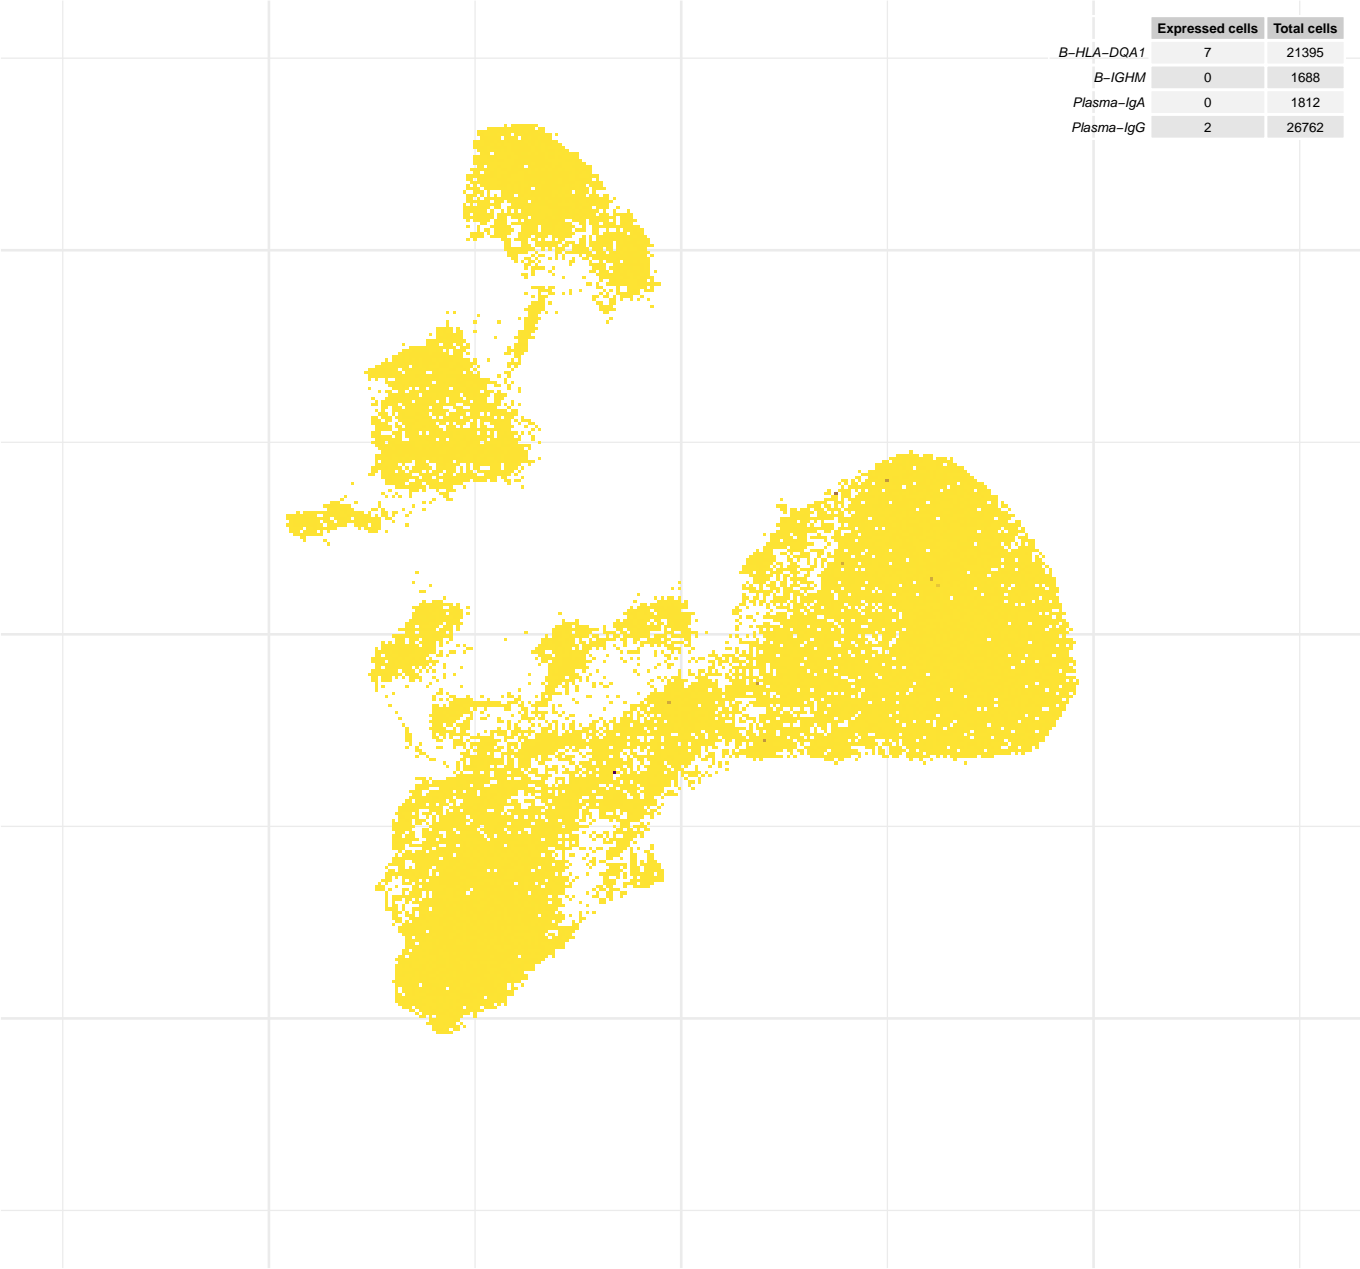 Expressed cells Total cells
B−HLA−DQA1 7 21395
B−IGHM 0 1688
Plasma−IgA 0 1812
Plasma−IgG 2 26762